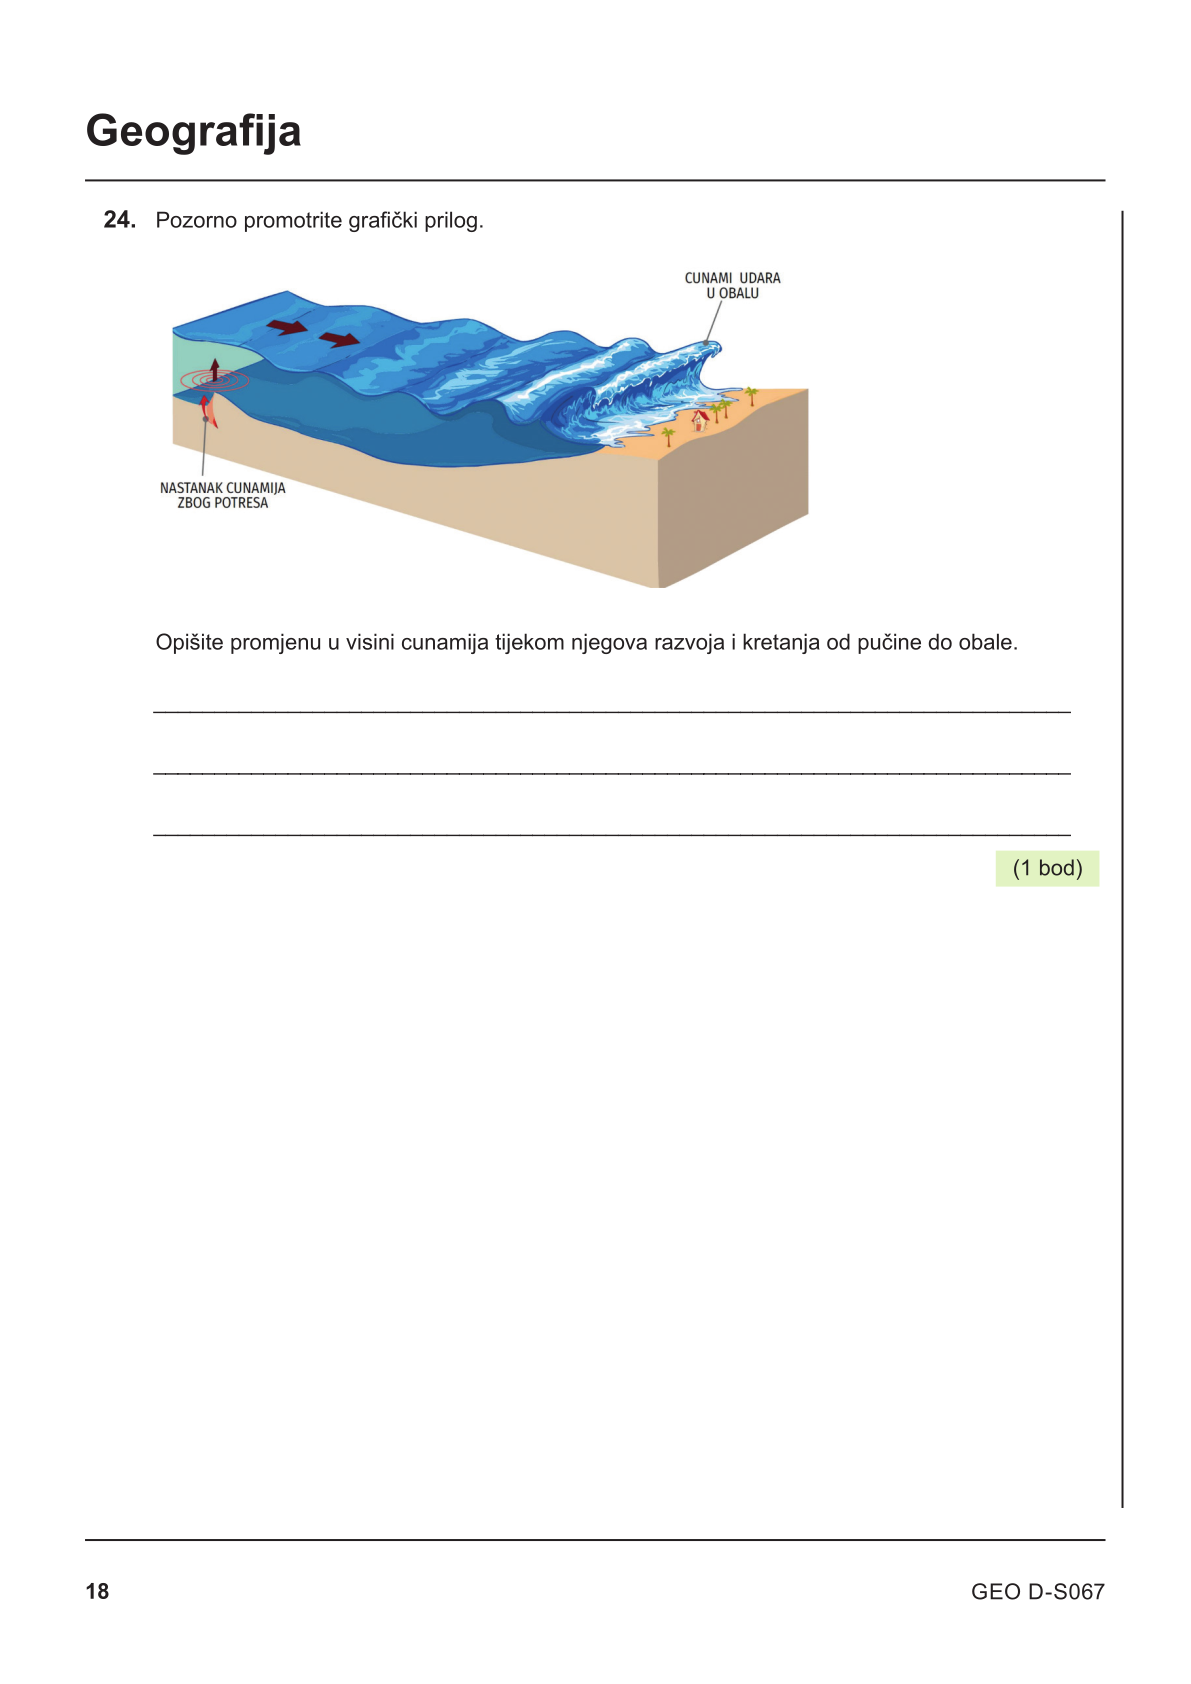 Geografija
24. Pozorno promotrite grafički prilog.
CUNAMI UDARA
U OBALU
NASTANAK CUNAMIJA
ZBOG POTRESA
Opišite promjenu u visini cunamija tijekom njegova razvoja i kretanja od pučine do obale.
(1 bod)
18
GEO D-S067